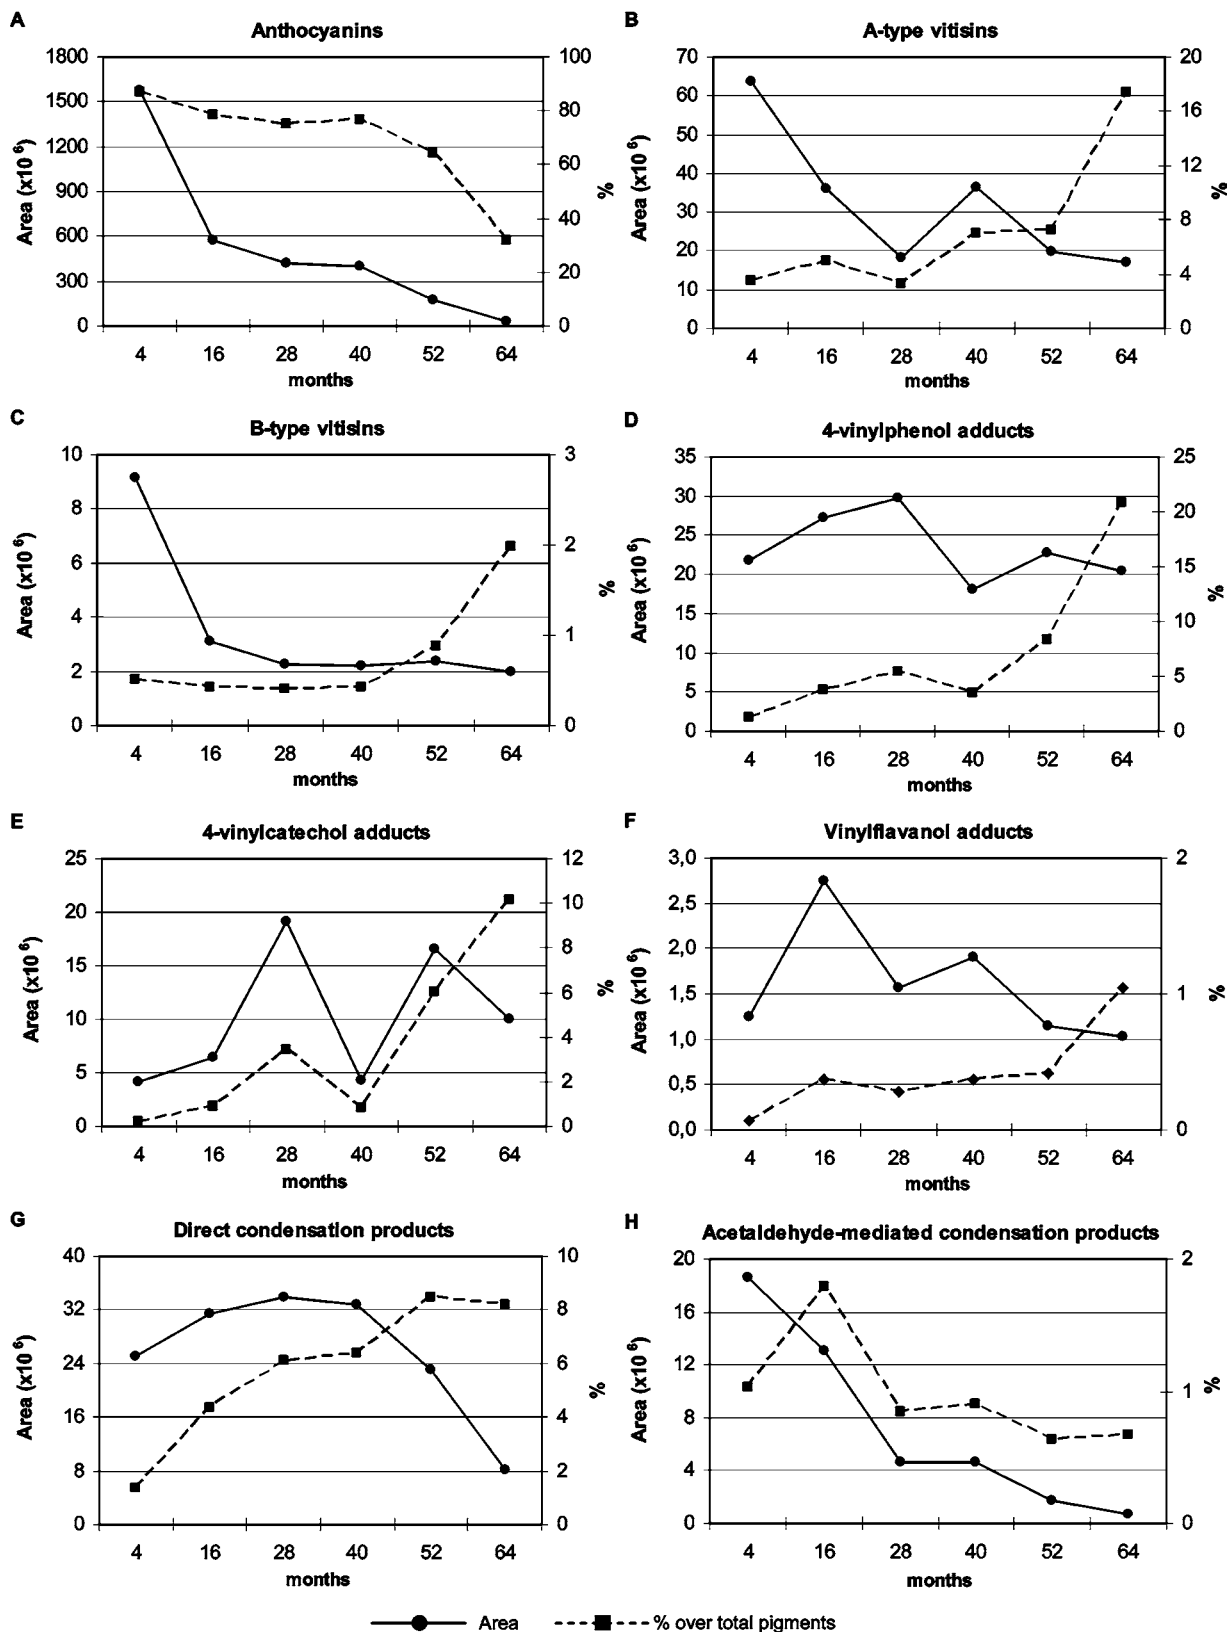 A
Anthocyanins
1800 1500 1200 900 600 300 0
Area (x10 6)
100 80 60 40 20 0
%
4 16 28 40 52 64
months
B
A-type vitisins
70 60 50 40 30 20 10 0
Area (x10 6)
20 16 12 8 4 0
%
4 16 28 40 52 64
months
C
B-type vitisins
10 8 6 4 2 0
Area (x10 6)
3 2 1 0
%
4 16 28 40 52 64
months
D
4-vinylphenol adducts
35 30 25 20 15 10 5 0
Area (x10 6)
25 20 15 10 5 0
%
4 16 28 40 52 64
months
E
4-vinylcatechol adducts
25 20 15 10 5 0
Area (x10 6)
12 10 8 6 4 2 0
%
4 16 28 40 52 64
months
F
Vinylflavanol adducts
3,0 2,5 2,0 1,5 1,0 0,5 0,0
Area (x10 6)
2 1 0
%
4 16 28 40 52 64
months
G
Direct condensation products
40 32 24 16 8 0
Area (x10 6)
10 8 6 4 2 0
%
4 16 28 40 52 64
months
H
Acetaldehyde-mediated condensation products
20 16 12 8 4 0
Area (x10 6)
2 1 0
%
4 16 28 40 52 64
months
Area % over total pigments